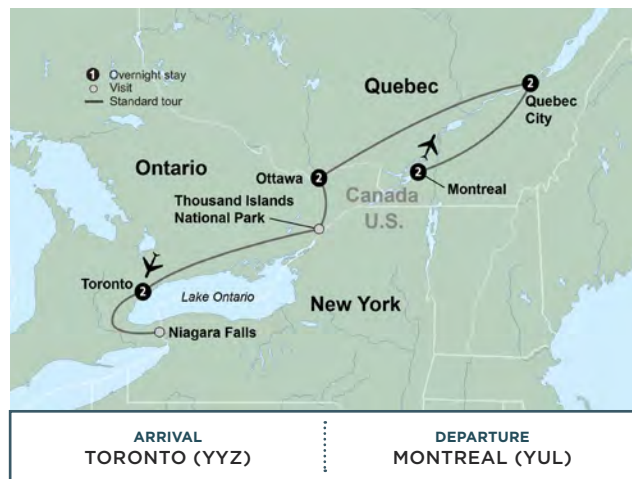 1 Overnight stay
Visit
Standard tour
Quebec
2
Quebec
City
Ontario
Ottawa 2
2
Montreal
Canada
U.S.
Thousand Islands
National Park
Toronto 2
Lake Ontario
New York
Niagara Falls
ARRIVAL
TORONTO (YYZ)
DEPARTURE
MONTREAL (YUL)